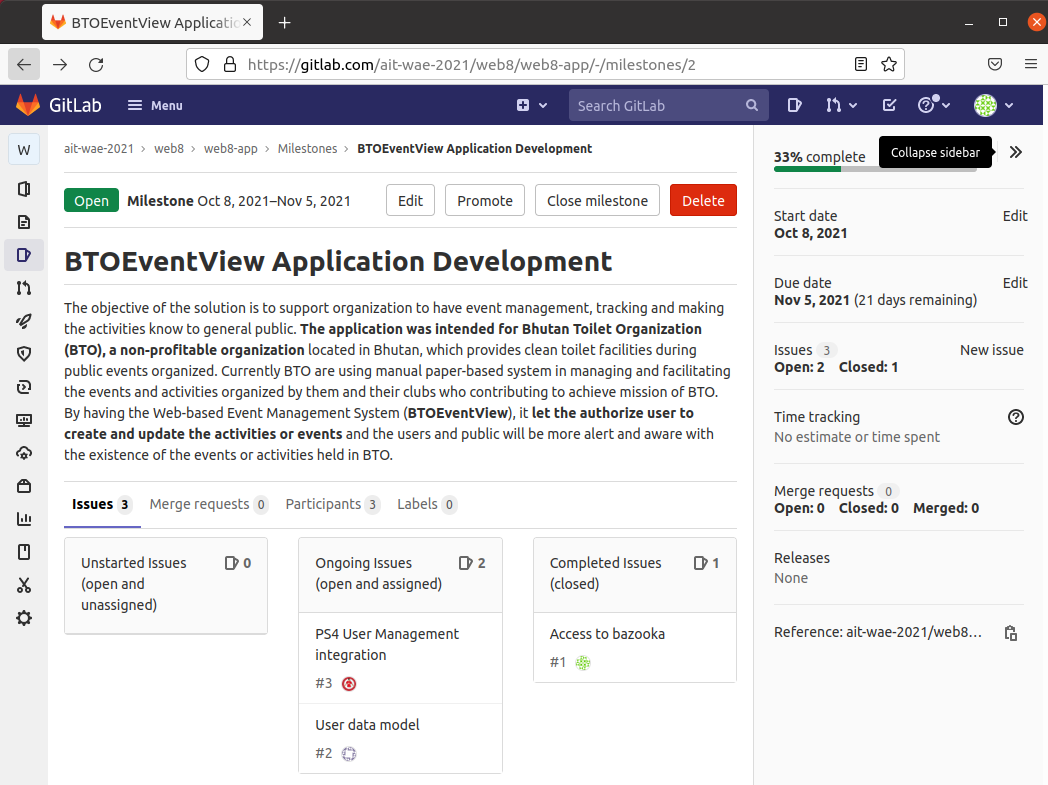 BTOEventView Applicatio
https://gitlab.com/ait-wae-2021/web8/web8-app/-/milestones/2
GitLab
Menu
Search GitLab
W
ait-wae-2021 › web8 › web8-app › Milestones › BTOEventView Application Development
Open
Milestone Oct 8, 2021–Nov 5, 2021
Edit
Promote
Close milestone
Delete
BTOEventView Application Development
The objective of the solution is to support organization to have event management, tracking and making
the activities know to general public. The application was intended for Bhutan Toilet Organization
(BTO), a non-profitable organization located in Bhutan, which provides clean toilet facilities during
public events organized. Currently BTO are using manual paper-based system in managing and facilitating
the events and activities organized by them and their clubs who contributing to achieve mission of BTO.
By having the Web-based Event Management System (BTOEventView), it let the authorize user to
create and update the activities or events and the users and public will be more alert and aware with
the existence of the events or activities held in BTO.
Issues 3
Merge requests 0
Participants 3
Labels 0
Unstarted Issues
(open and
unassigned)
0
Ongoing Issues
(open and assigned)
2
PS4 User Management
integration
#3
User data model
#2
Completed Issues
(closed)
1
Access to bazooka
#1
33% complete
Collapse sidebar
Start date
Edit
Oct 8, 2021
Due date
Edit
Nov 5, 2021 (21 days remaining)
Issues 3
New issue
Open: 2 Closed: 1
Time tracking
No estimate or time spent
Merge requests 0
Open: 0 Closed: 0 Merged: 0
Releases
None
Reference: ait-wae-2021/web8...